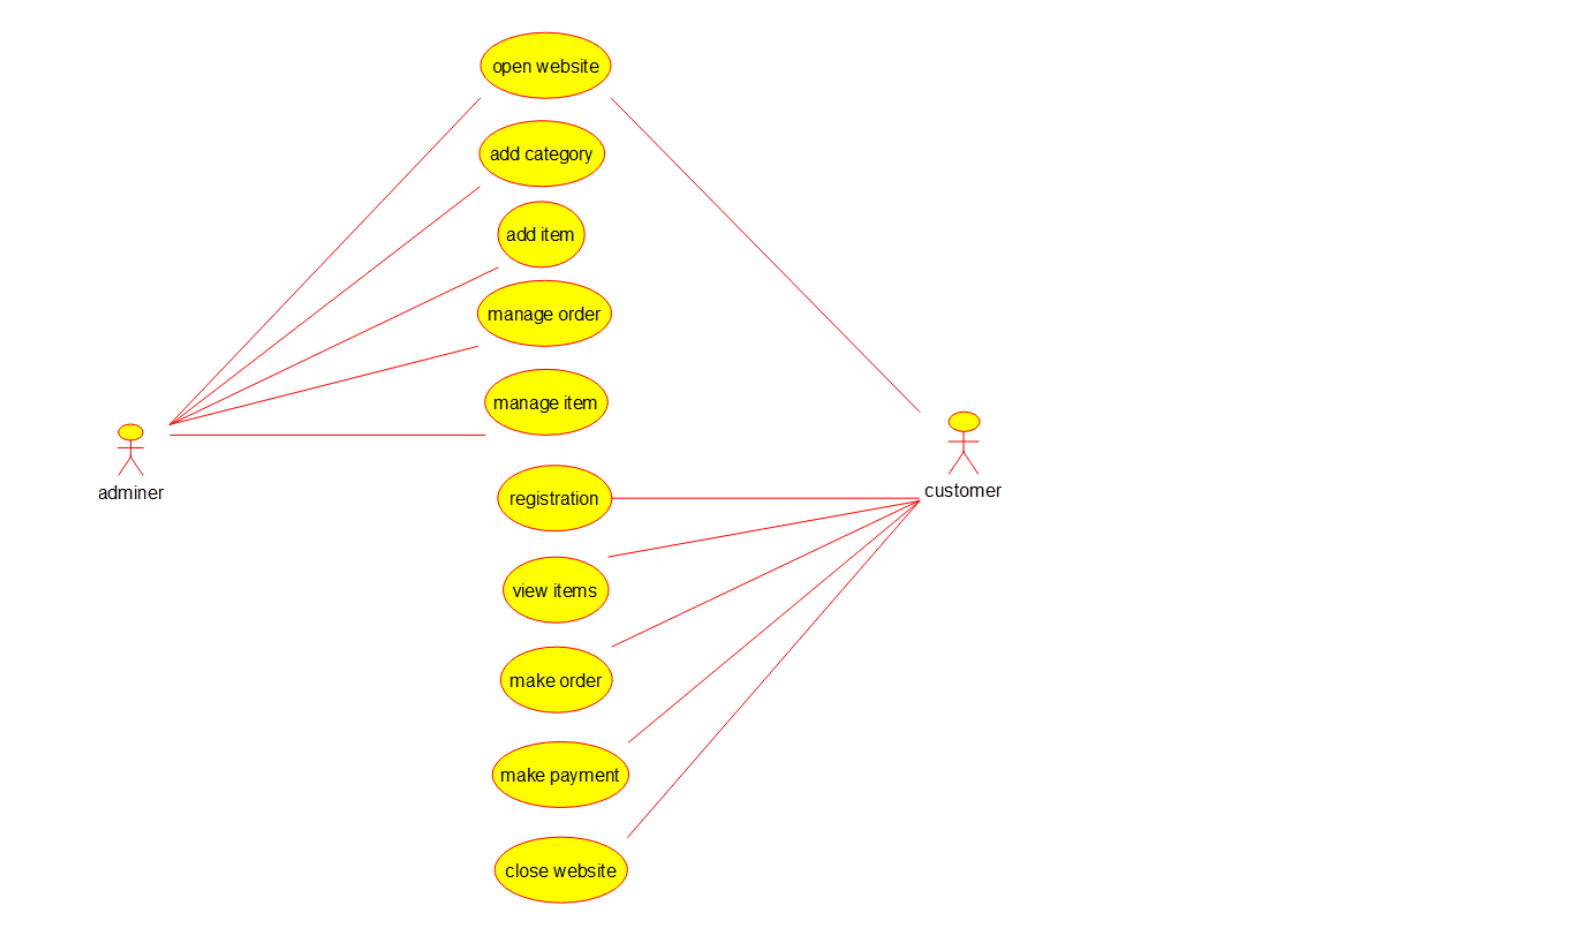 open website
add category
add item
manage order
manage item
adminer
customer
registration
view items
make order
make payment
close website